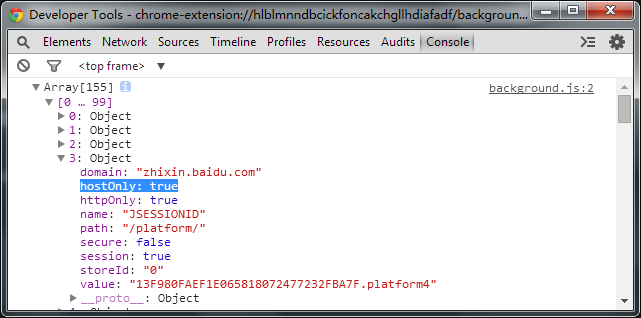 Developer Tools - chrome-extension://hlblmnndbcickfoncakchgllhdiafadf/backgroun...
Elements Network Sources Timeline Profiles Resources Audits Console
<top frame> ▼
▼Array[155] i background.js:2
▼[0 … 99]
▶0: Object
▶1: Object
▶2: Object
▼3: Object
domain: "zhixin.baidu.com"
hostOnly: true
httpOnly: true
name: "JSESSIONID"
path: "/platform/"
secure: false
session: true
storeId: "0"
value: "13F980FAEF1E065818072477232FBA7F.platform4"
▶__proto__: Object